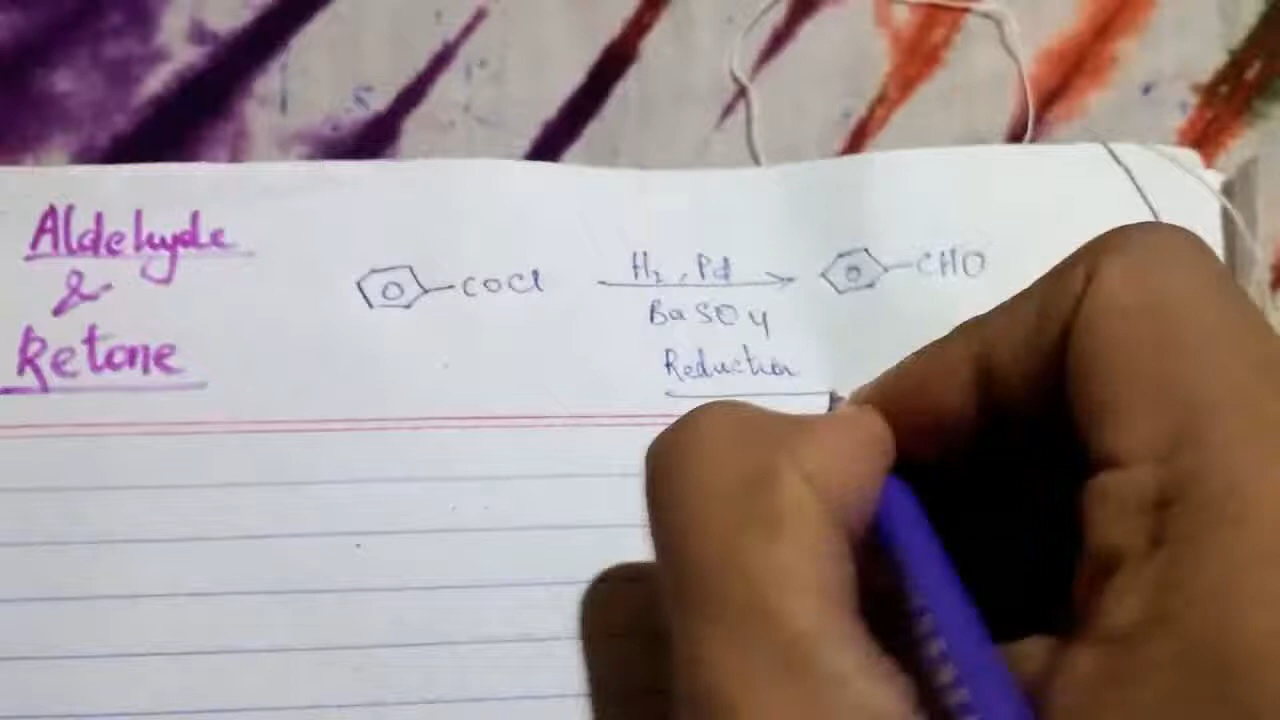 Aldehyde
&
Ketone
COCl
H₂, Pd
BaSO4
Reduction
CHO